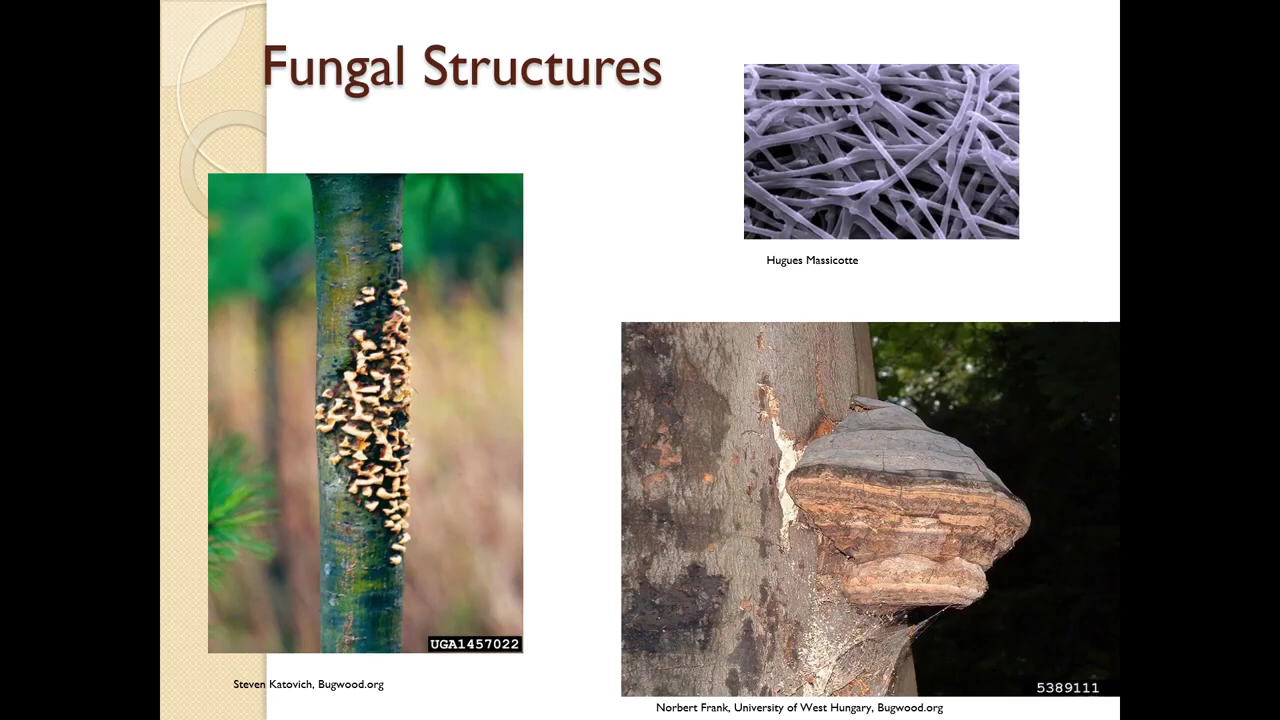 Fungal Structures
Hugues Massicotte
UGA1457022
Steven Katovich, Bugwood.org
5389111
Norbert Frank, University of West Hungary, Bugwood.org